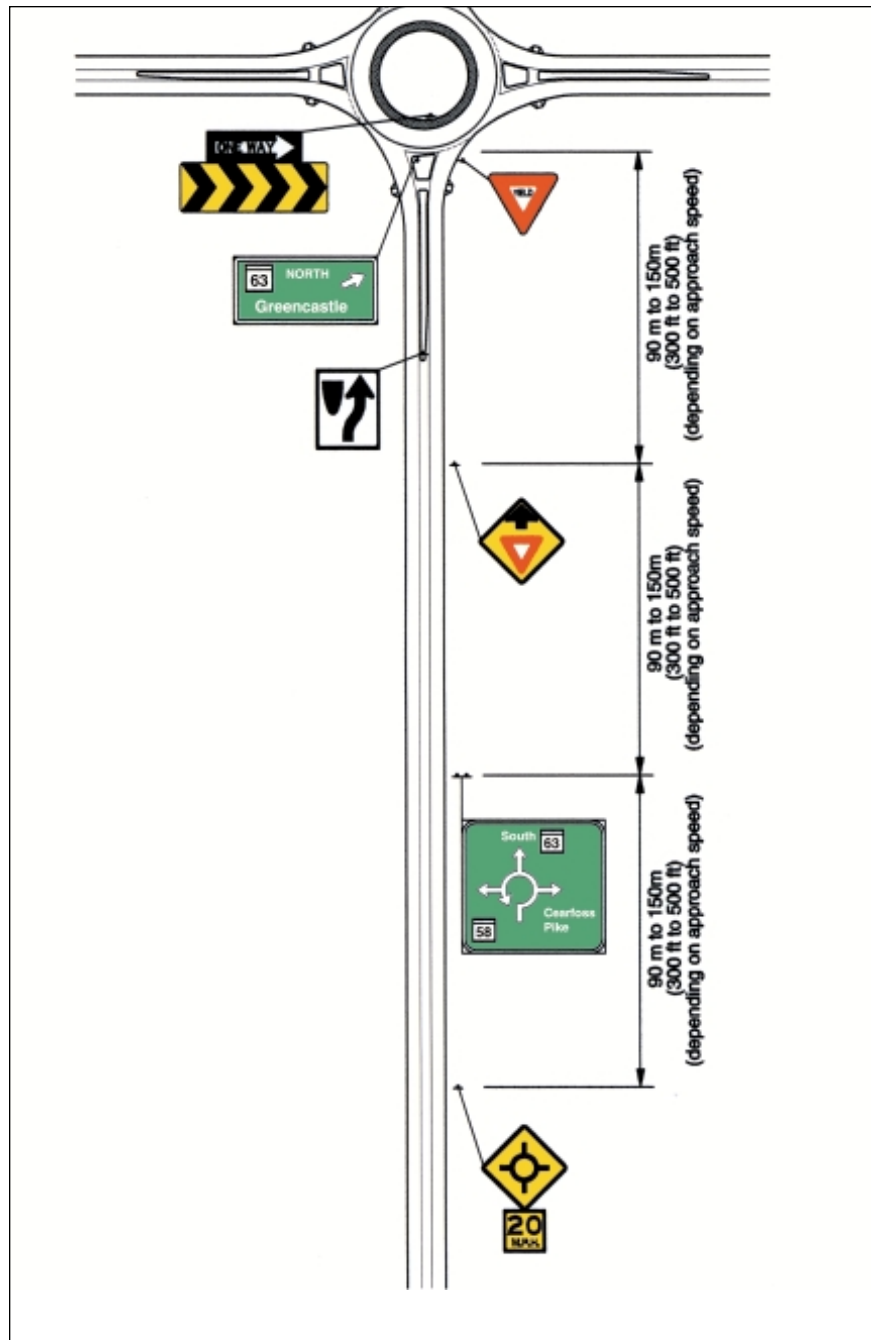 ONE WAY
YIELD
63 NORTH
Greencastle
90 m to 150m
(300 ft to 500 ft)
(depending on approach speed)
90 m to 150m
(300 ft to 500 ft)
(depending on approach speed)
South 63
Cearfoss
Pike
58
90 m to 150m
(300 ft to 500 ft)
(depending on approach speed)
20
M.P.H.